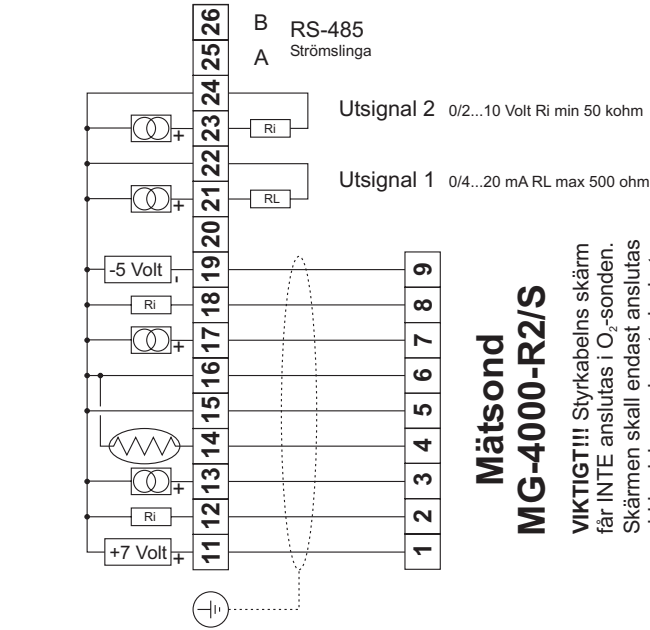 26 B RS-485
25 A Strömslinga
24
Utsignal 2 0/2...10 Volt Ri min 50 kohm
23 + Ri
22
Utsignal 1 0/4...20 mA RL max 500 ohm
21 + RL
20
-5 Volt - 19 9
Ri 18 8
+ 17 7
16 6
15 5
14 4
+ 13 3
Ri 12 2
+7 Volt + 11 1
Mätsond
MG-4000-R2/S
VIKTIGT!!! Styrkabelns skärm
får INTE anslutas i O₂-sonden.
Skärmen skall endast anslutas